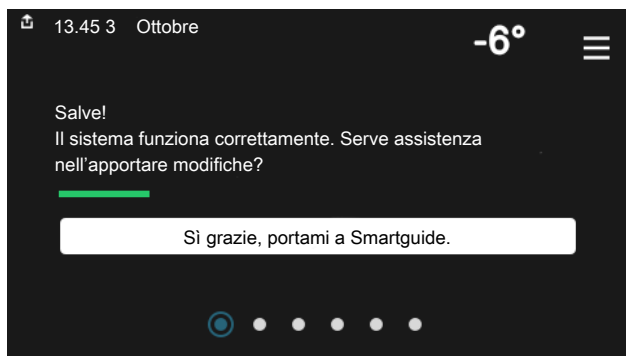 13.45 3 Ottobre
-6°
Salve!
Il sistema funziona correttamente. Serve assistenza
nell'apportare modifiche?
Sì grazie, portami a Smartguide.